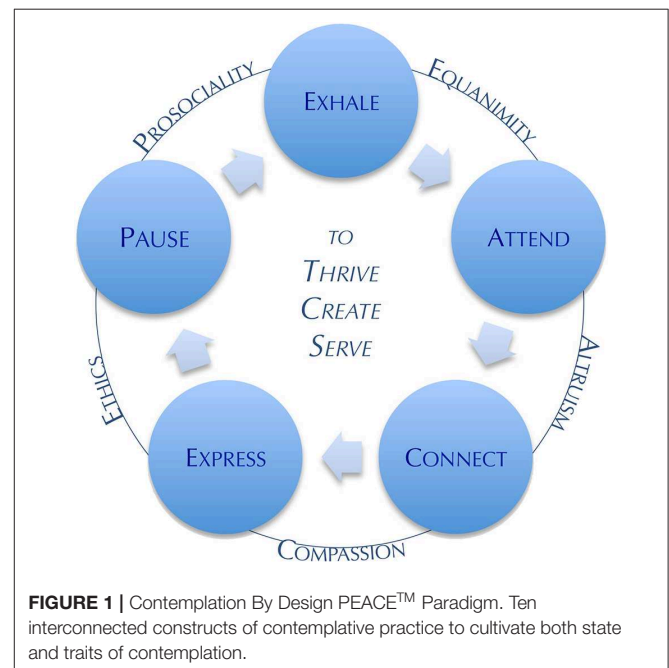 PROSOCIALITY
EQUANIMITY
EXHALE
PAUSE
ATTEND
TO
THRIVE
CREATE
SERVE
ETHICS
ALTRUISM
EXPRESS
CONNECT
COMPASSION
FIGURE 1 | Contemplation By Design PEACE™ Paradigm. Ten
interconnected constructs of contemplative practice to cultivate both state
and traits of contemplation.